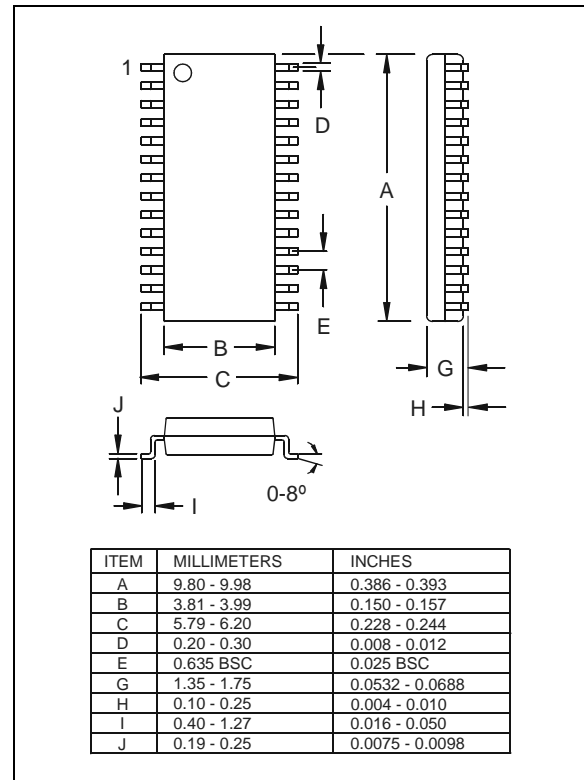 1
D
A
E
B
C
G
H
J
I
0-8º
ITEM MILLIMETERS INCHES
A 9.80 - 9.98 0.386 - 0.393
B 3.81 - 3.99 0.150 - 0.157
C 5.79 - 6.20 0.228 - 0.244
D 0.20 - 0.30 0.008 - 0.012
E 0.635 BSC 0.025 BSC
G 1.35 - 1.75 0.0532 - 0.0688
H 0.10 - 0.25 0.004 - 0.010
I 0.40 - 1.27 0.016 - 0.050
J 0.19 - 0.25 0.0075 - 0.0098